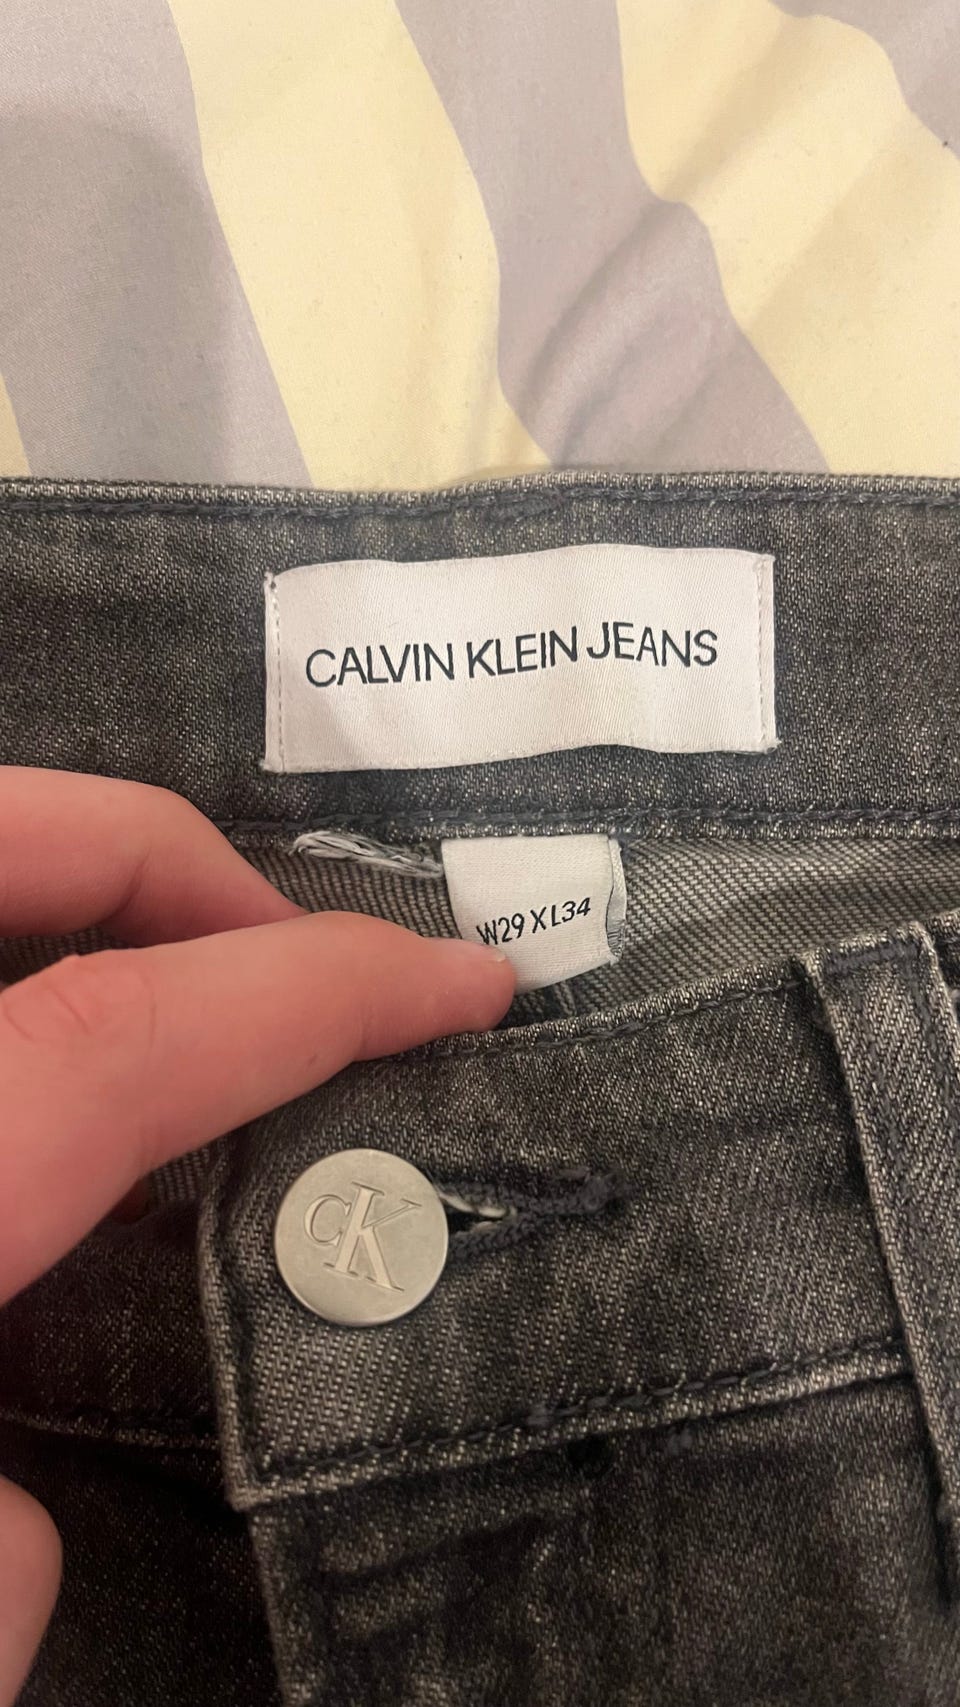 CALVIN KLEIN JEANS
W29 X L34
CK